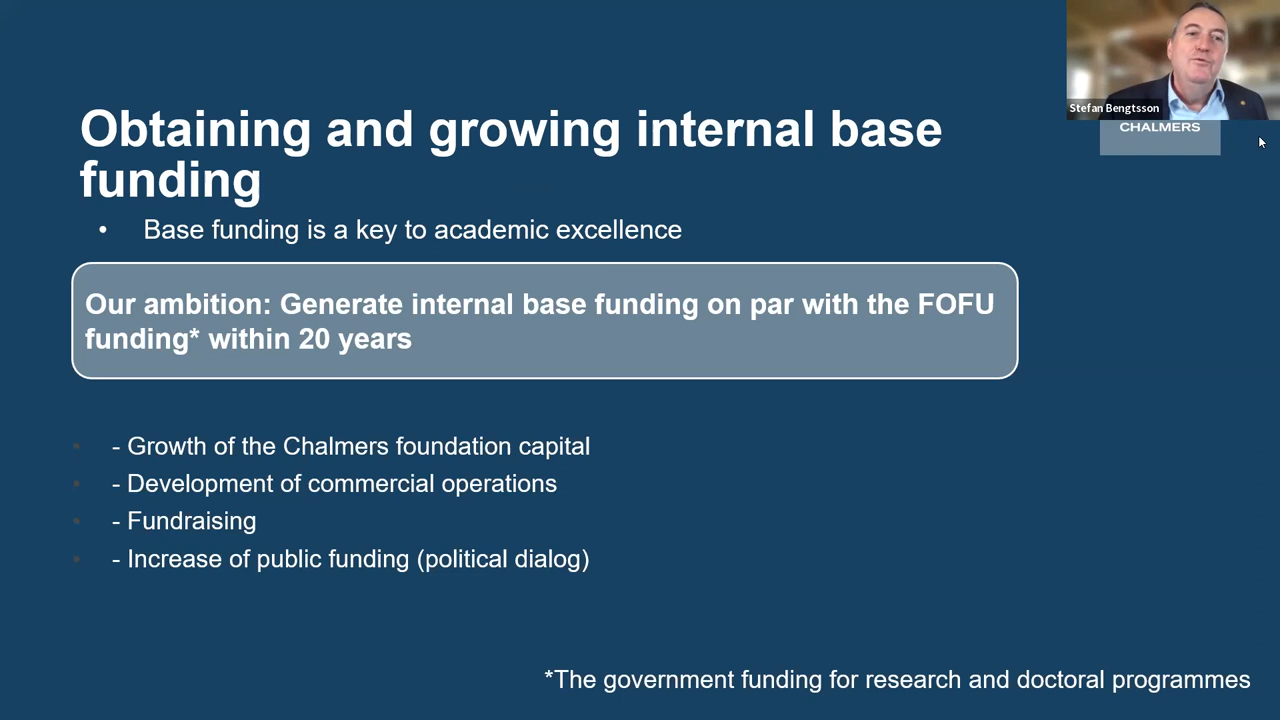 Stefan Bengtsson
CHALMERS
Obtaining and growing internal base
funding
• Base funding is a key to academic excellence
Our ambition: Generate internal base funding on par with the FOFU
funding* within 20 years
• - Growth of the Chalmers foundation capital
• - Development of commercial operations
• - Fundraising
• - Increase of public funding (political dialog)
*The government funding for research and doctoral programmes